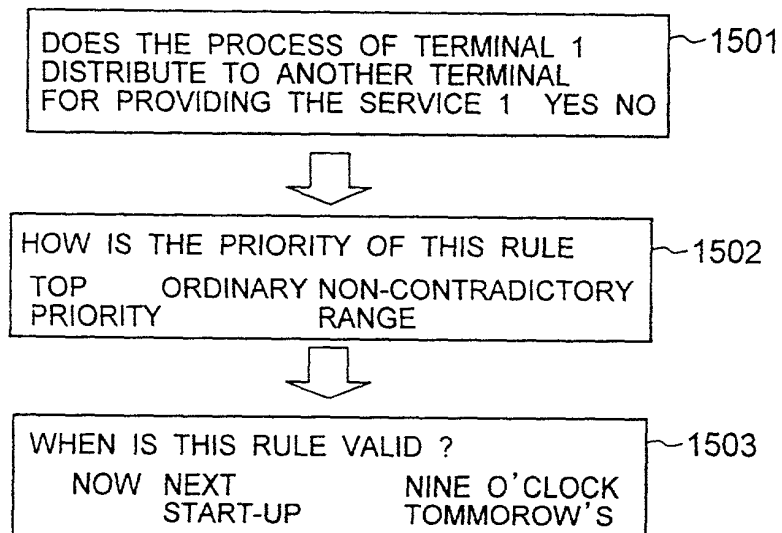 DOES THE PROCESS OF TERMINAL 1 1501
DISTRIBUTE TO ANOTHER TERMINAL
FOR PROVIDING THE SERVICE 1 YES NO
HOW IS THE PRIORITY OF THIS RULE 1502
TOP ORDINARY NON-CONTRADICTORY
PRIORITY RANGE
WHEN IS THIS RULE VALID ? 1503
NOW NEXT NINE O'CLOCK
START-UP TOMMOROW'S